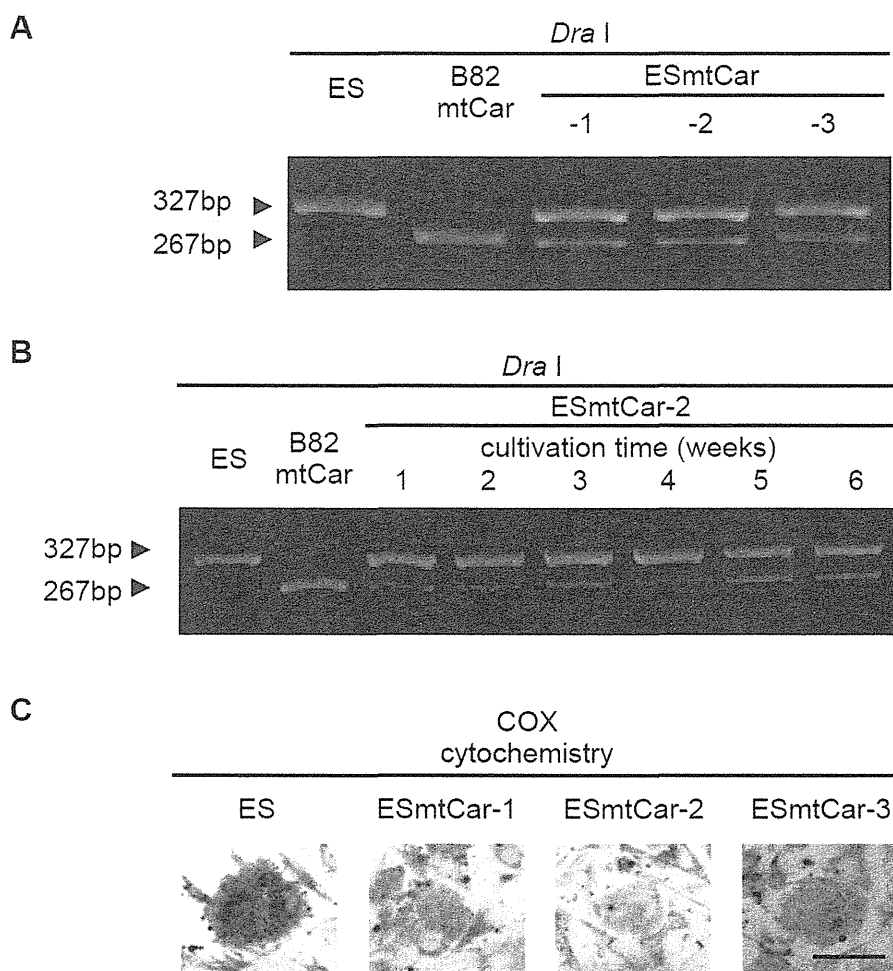 A
Dra I
ES
B82
mtCar
ESmtCar
-1 -2 -3
327bp
267bp
B
Dra I
ESmtCar-2
ES
B82
mtCar
cultivation time (weeks)
1 2 3 4 5 6
327bp
267bp
C
COX
cytochemistry
ES ESmtCar-1 ESmtCar-2 ESmtCar-3